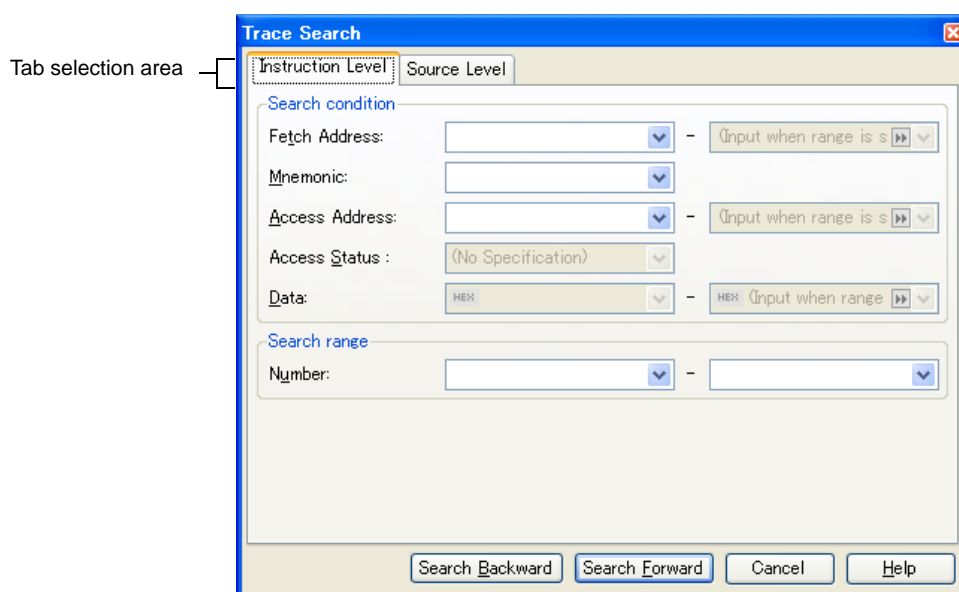 Trace Search
Tab selection area
Instruction Level Source Level
Search condition
Fetch Address: - (Input when range is s
Mnemonic:
Access Address: - (Input when range is s
Access Status : (No Specification)
Data: HEX - HEX (Input when range
Search range
Number: -
Search Backward Search Forward Cancel Help